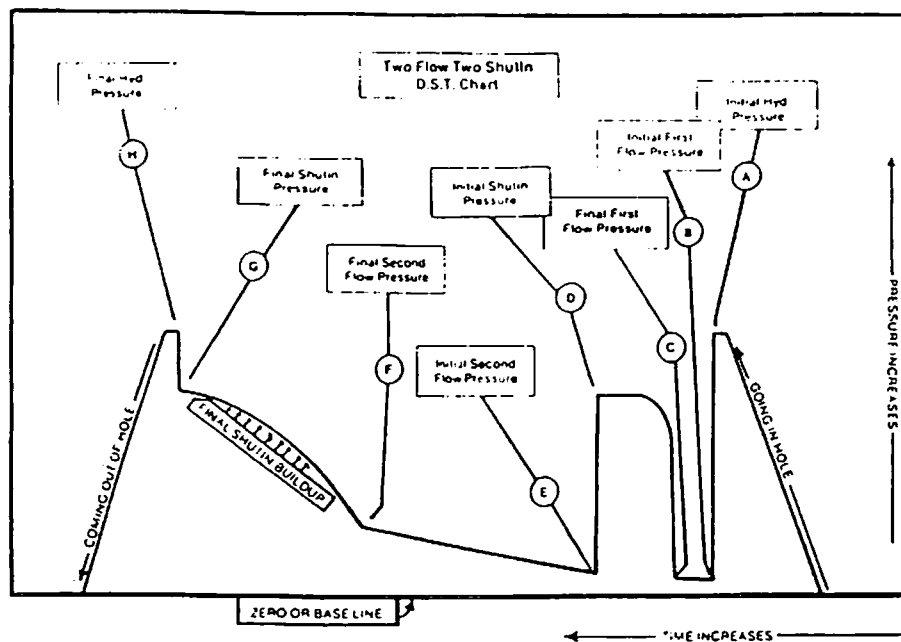 Two Flow Two ShutIn
D.S.T. Chart
Final Hyd
Pressure
Initial Hyd
Pressure
Initial First
Flow Pressure
Final Shutin
Pressure
Initial Shutin
Pressure
Final First
Flow Pressure
Final Second
Flow Pressure
Initial Second
Flow Pressure
H
G
F
E
D
C
B
A
COMING OUT OF HOLE
FINAL SHUTIN BUILDUP
GOING IN HOLE
PRESSURE INCREASES
ZERO OR BASE LINE
TIME INCREASES